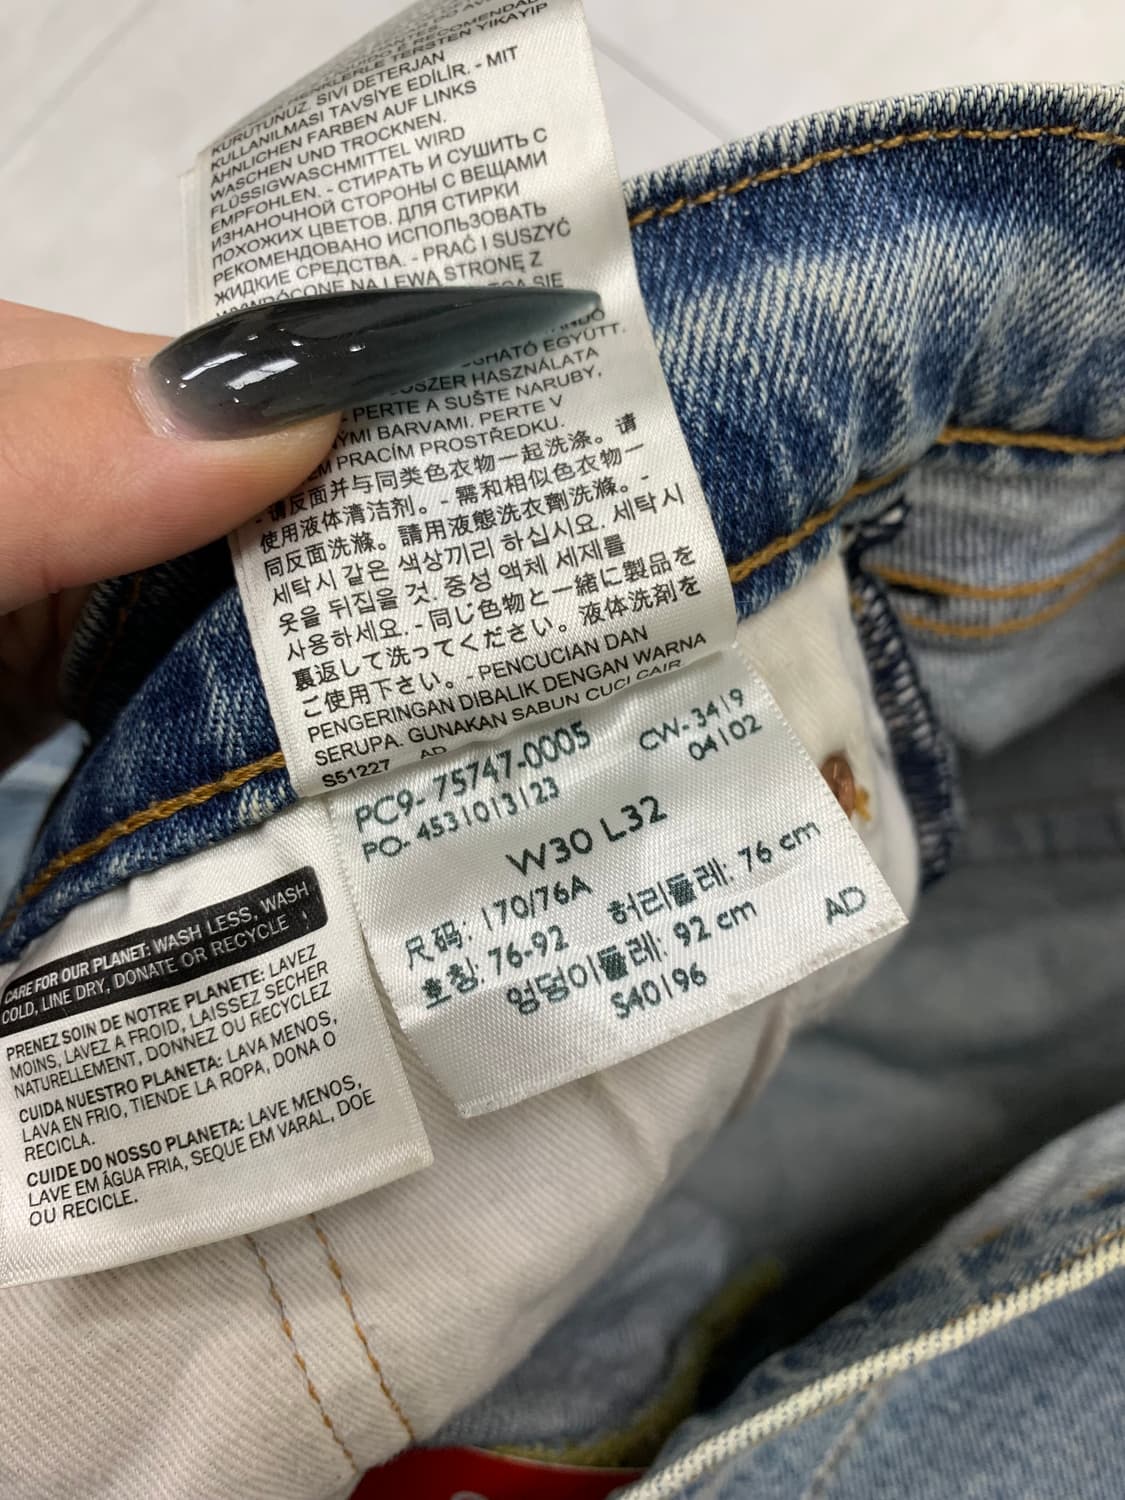 KURUTUNUZ. SIVI DETERJAN
KULLANILMASI TAVSİYE EDİLİR. - MIT
ÄHNLICHEN FARBEN AUF LINKS
WASCHEN UND TROCKNEN.
FLÜSSIGWASCHMITTEL WIRD
EMPFOHLEN. - СТИРАТЬ И СУШИТЬ С
ИЗНАНОЧНОЙ СТОРОНЫ С ВЕЩАМИ
ПОХОЖИХ ЦВЕТОВ. ДЛЯ СТИРКИ
РЕКОМЕНДОВАНО ИСПОЛЬЗОВАТЬ
ЖИДКИЕ СРЕДСТВА. - PRAĆ I SUSZYĆ
NA LEWĄ STRONĘ Z
SIĘ
EGYÜTT.
HASZNÁLATA
- PERTE A SUŠTE NARUBY,
BARVAMI. PERTE V
PRACÍM PROSTŘEDKU.
- 请反面并与同类色衣物一起洗涤。请
使用液体清洁剂。- 需和相似色衣物一
同反面洗滌。請用液態洗衣劑洗滌。-
세탁시 같은 색상끼리 하십시요. 세탁시
옷을 뒤집을 것. 중성 액체 세제를
사용하세요. - 同じ色物と一緒に製品を
裏返して洗ってください。液体洗剤を
ご使用下さい。- PENCUCIAN DAN
PENGERINGAN DIBALIK DENGAN WARNA
SERUPA. GUNAKAN SABUN CUCI CAIR.
S51227 AD
PC9- 75747-0005 CW- 3419
PO- 4531013123 04102
W30 L32
尺码: 170/76A 허리둘레: 76 cm
호칭: 76-92 엉덩이둘레: 92 cm AD
S40196
CARE FOR OUR PLANET: WASH LESS, WASH
COLD, LINE DRY, DONATE OR RECYCLE
PRENEZ SOIN DE NOTRE PLANETE: LAVEZ
MOINS, LAVEZ A FROID, LAISSEZ SECHER
NATURELLEMENT, DONNEZ OU RECYCLEZ
CUIDA NUESTRO PLANETA: LAVA MENOS,
LAVA EN FRIO, TIENDE LA ROPA, DONA O
RECICLA.
CUIDE DO NOSSO PLANETA: LAVE MENOS,
LAVE EM ÁGUA FRIA, SEQUE EM VARAL, DOE
OU RECICLE.